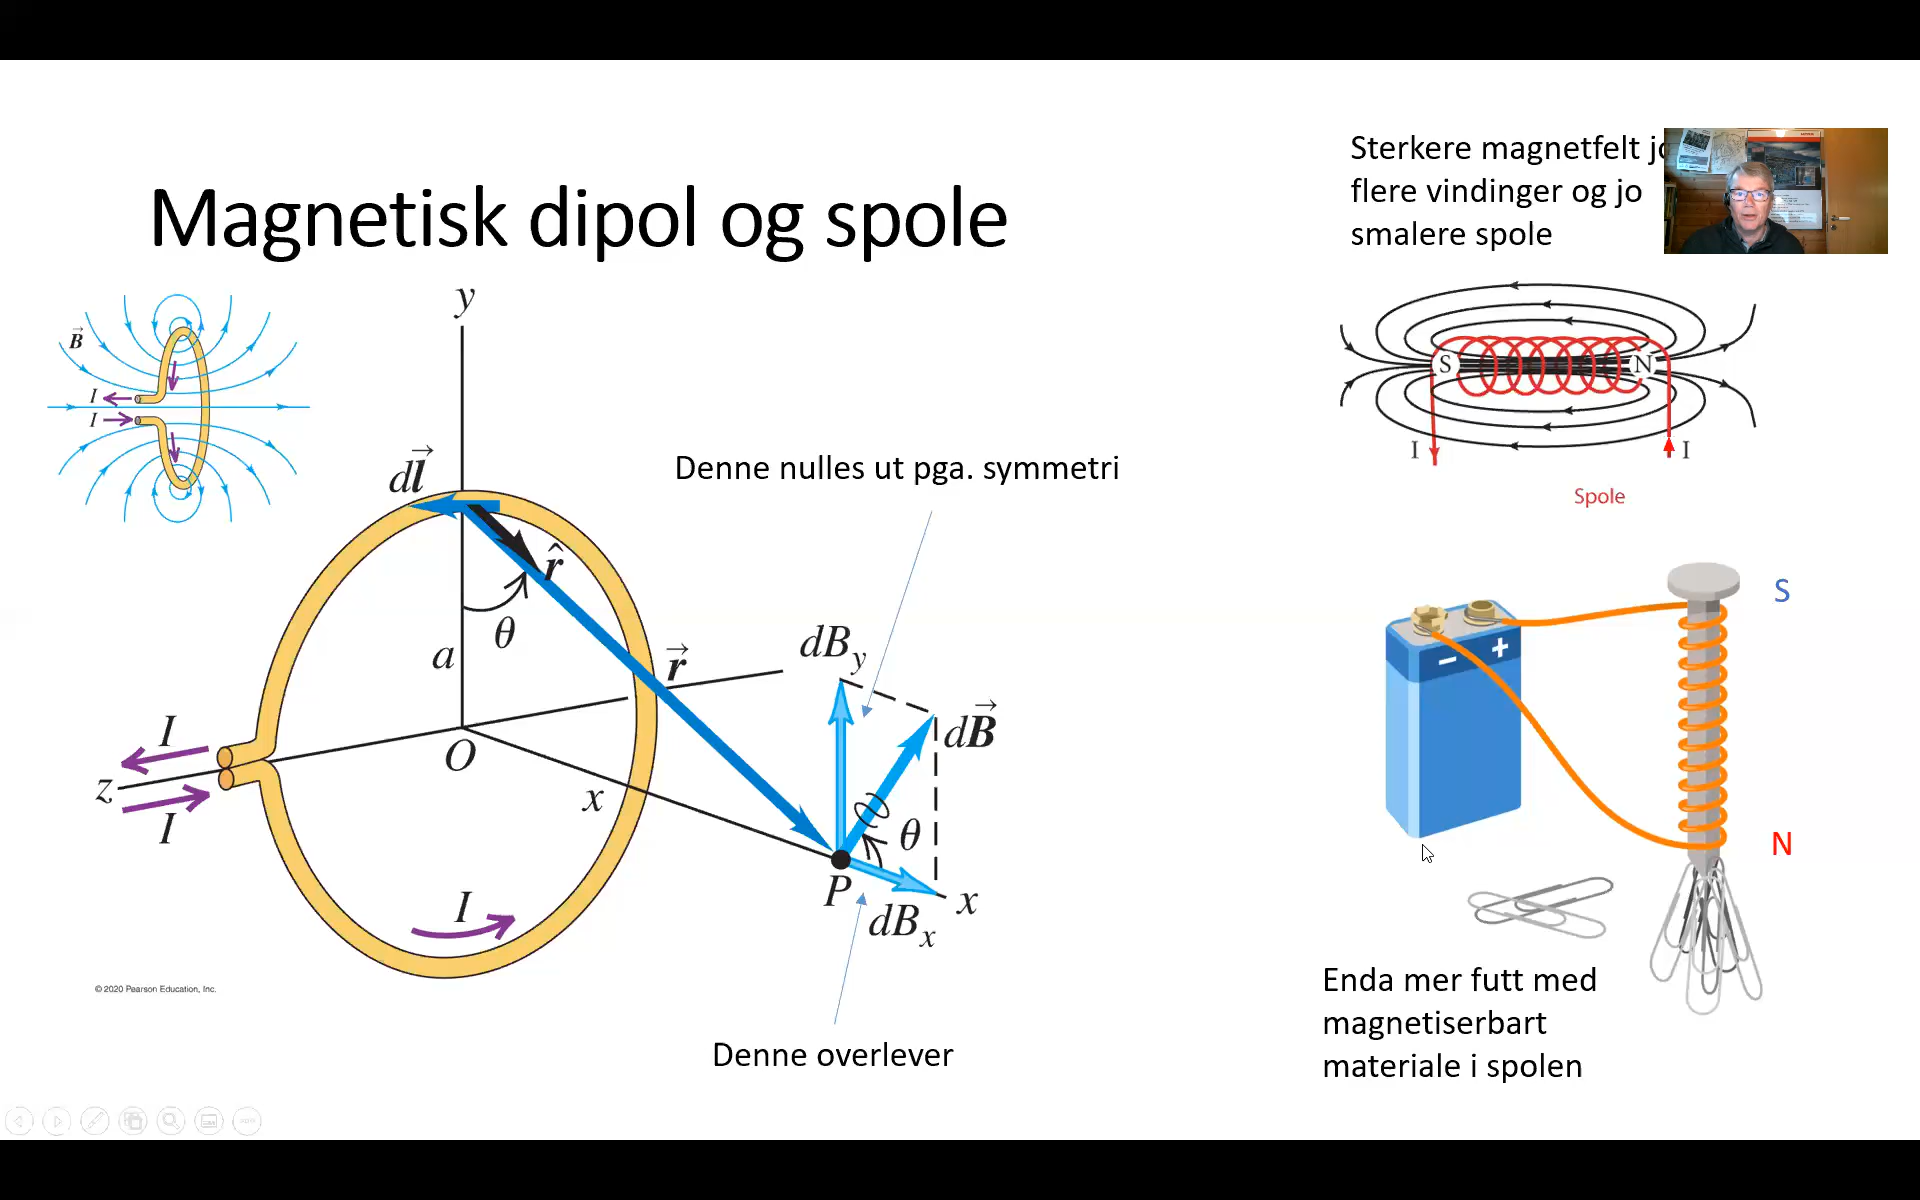 Magnetisk dipol og spole
Sterkere magnetfelt
flere vindinger og jo
smalere spole
B
I
I
y
dl
r̂
θ
a
r
O
x
z
I
I
I
Denne nulles ut pga. symmetri
dBy
dB
θ
P
dBx
x
Denne overlever
© 2020 Pearson Education, Inc.
S
N
I
I
Spole
S
− +
N
Enda mer futt med
magnetiserbart
materiale i spolen